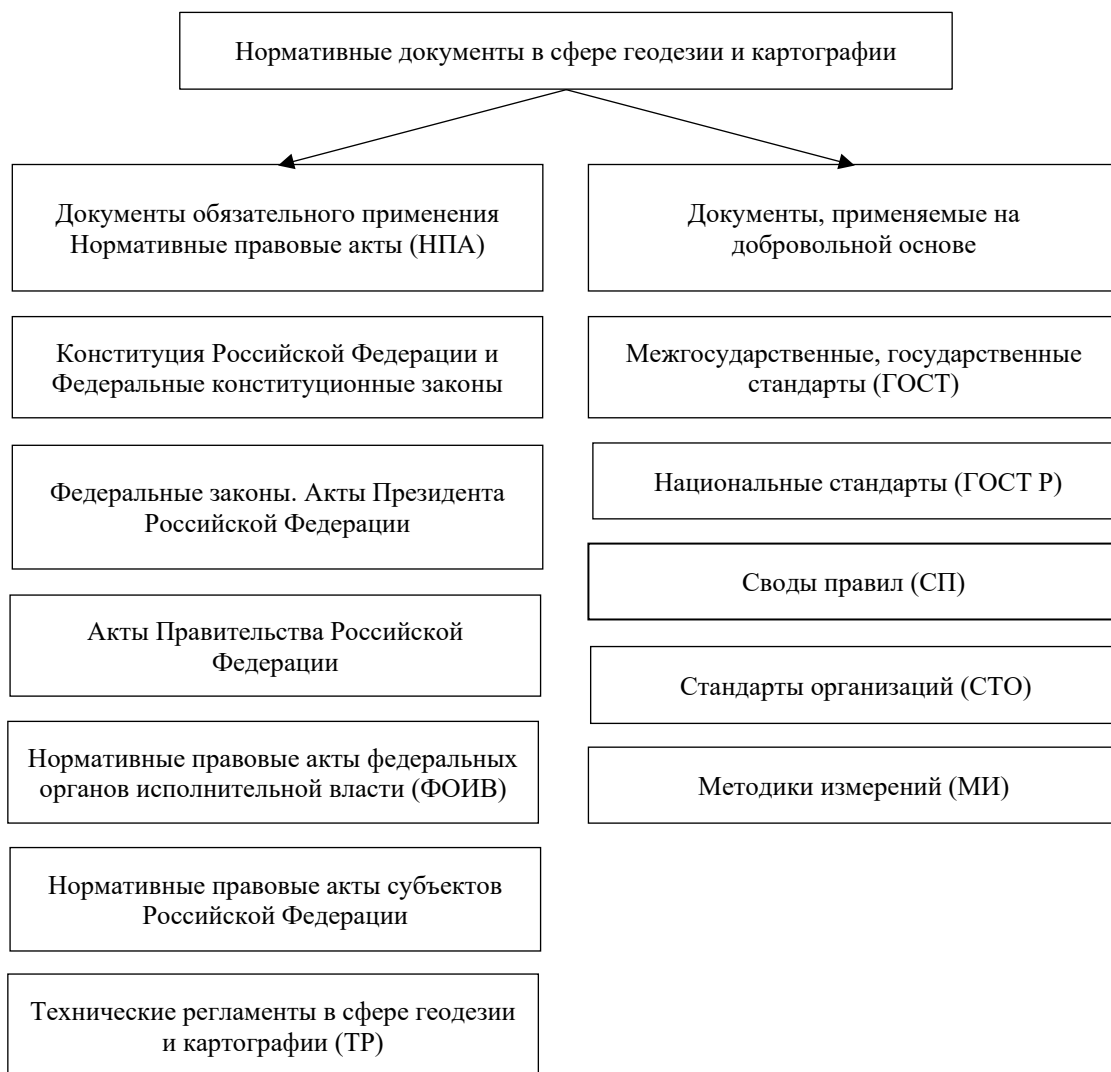 Нормативные документы в сфере геодезии и картографии
Документы обязательного применения
Нормативные правовые акты (НПА)
Конституция Российской Федерации и
Федеральные конституционные законы
Федеральные законы. Акты Президента
Российской Федерации
Акты Правительства Российской
Федерации
Нормативные правовые акты федеральных
органов исполнительной власти (ФОИВ)
Нормативные правовые акты субъектов
Российской Федерации
Технические регламенты в сфере геодезии
и картографии (ТР)
Документы, применяемые на
добровольной основе
Межгосударственные, государственные
стандарты (ГОСТ)
Национальные стандарты (ГОСТ Р)
Своды правил (СП)
Стандарты организаций (СТО)
Методики измерений (МИ)